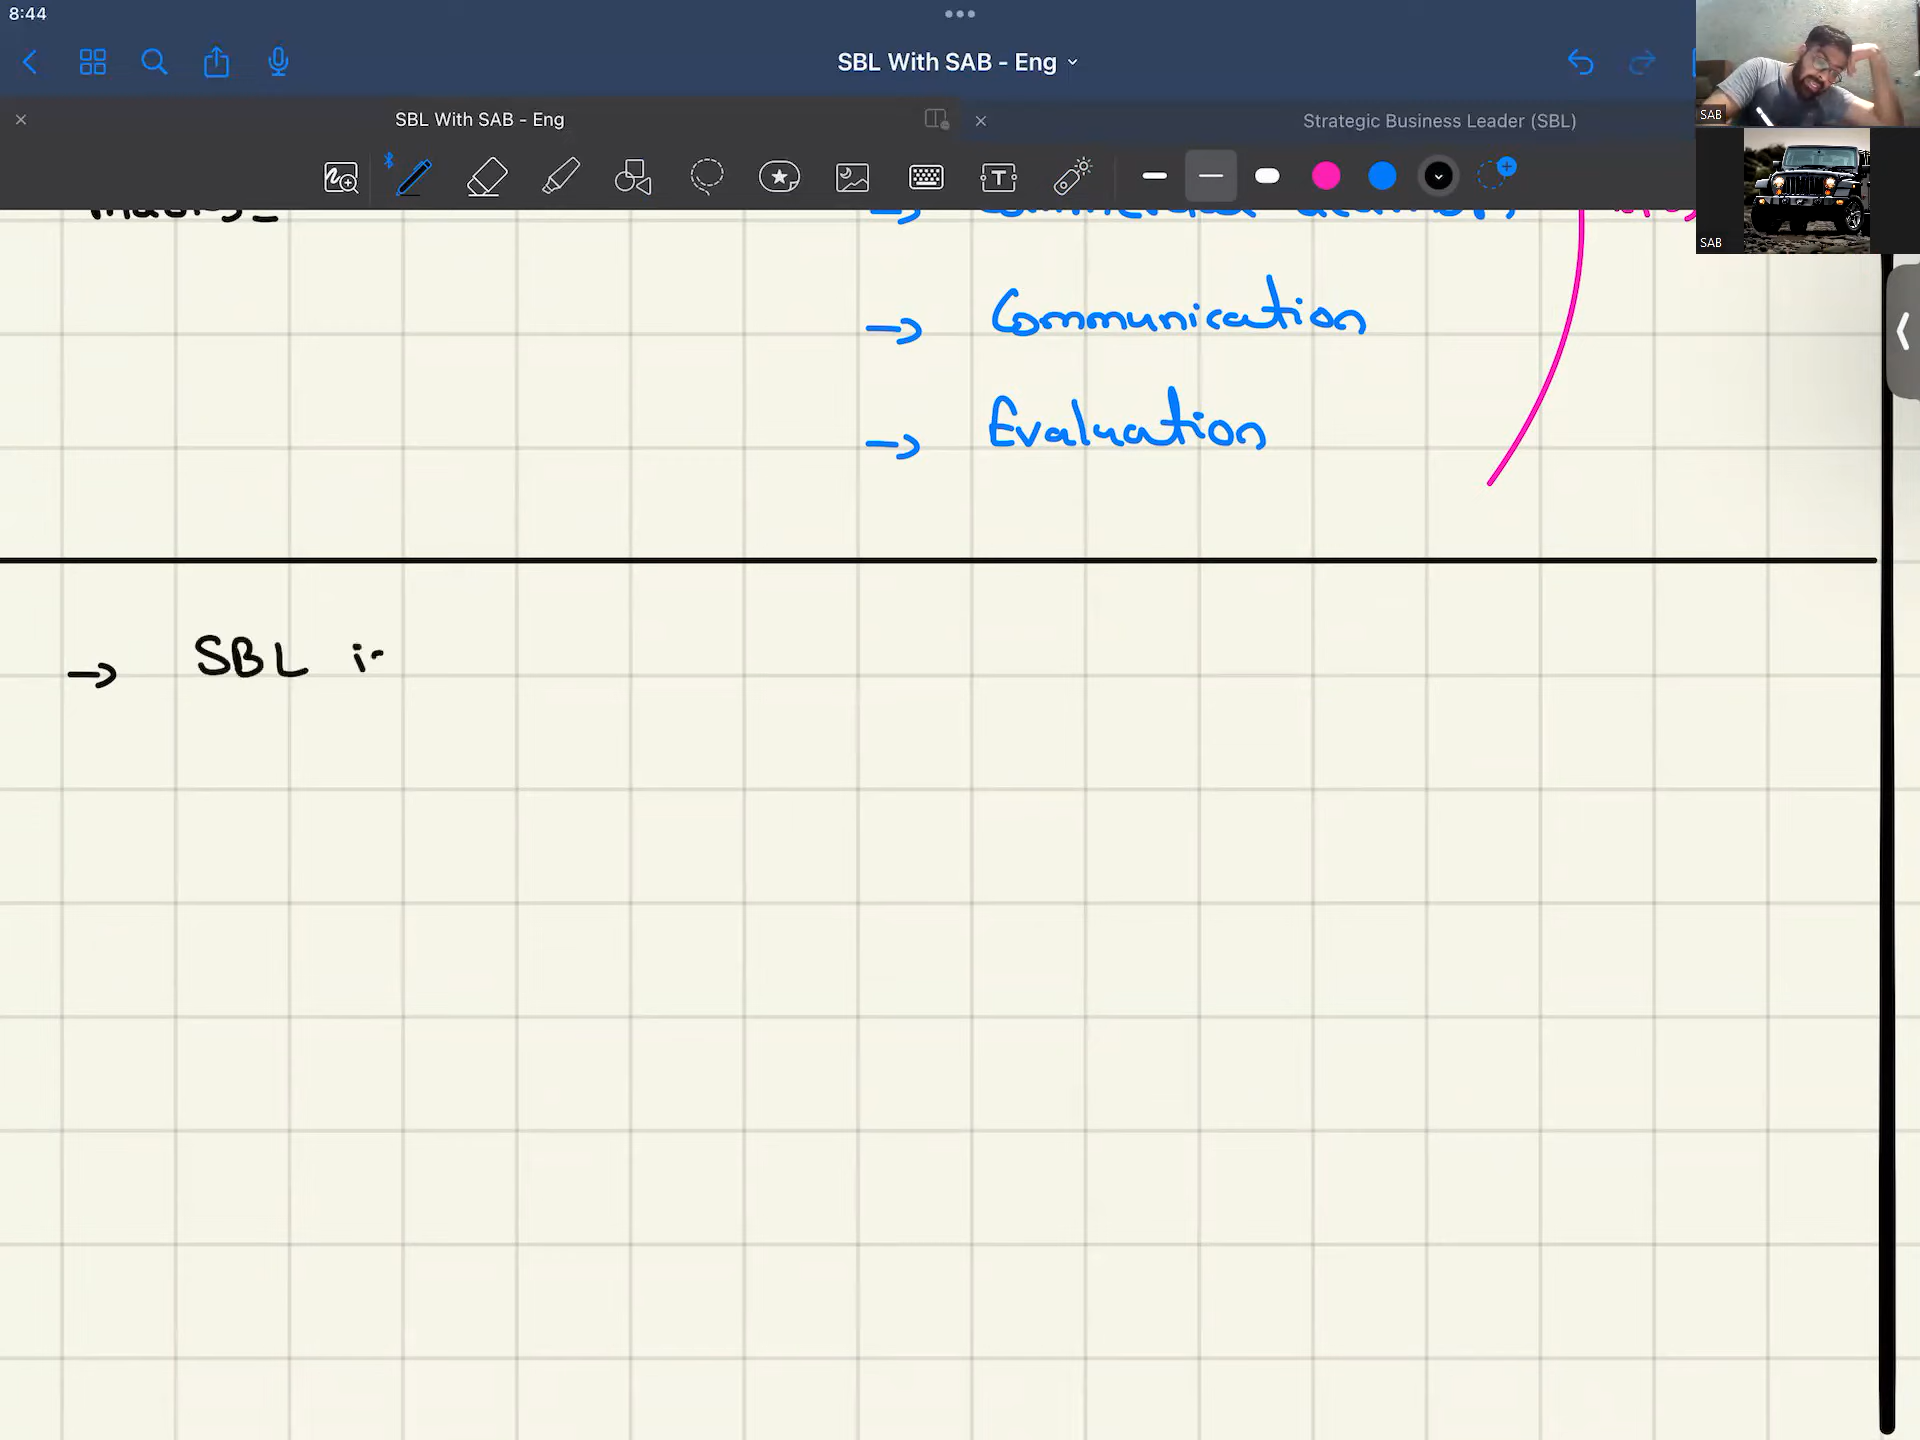 8:44
SBL With SAB - Eng
SBL With SAB - Eng
Strategic Business Leader (SBL)
SAB
SAB
→ Communication
→ Evaluation
→ SBL i